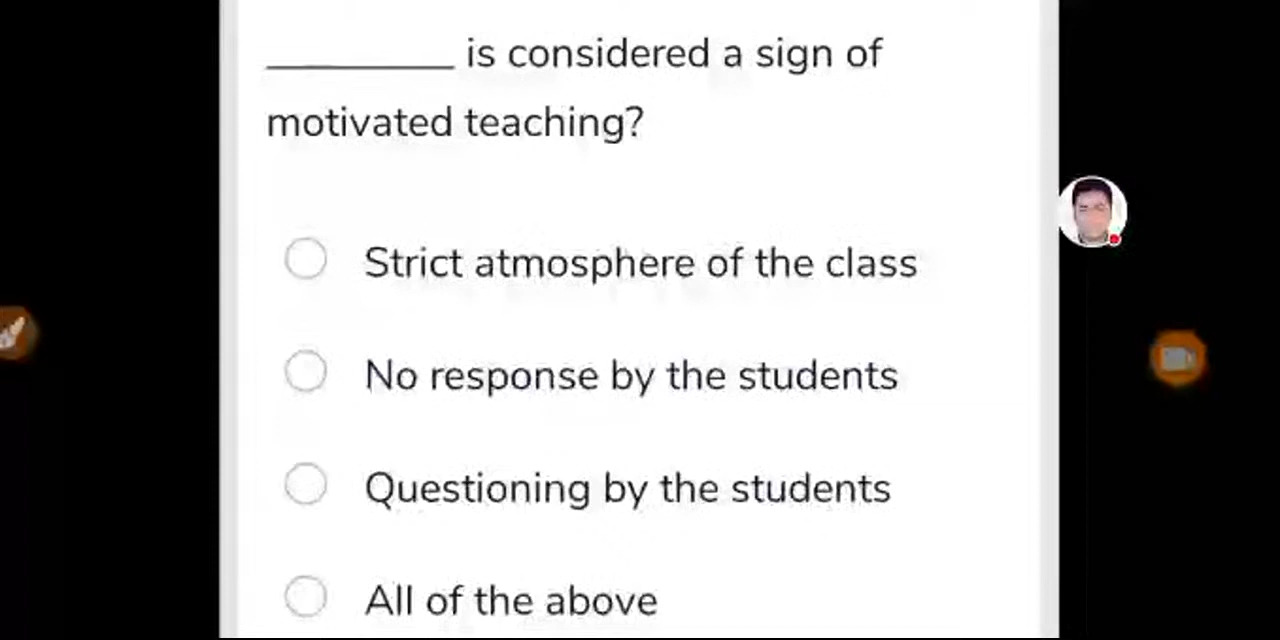 _________ is considered a sign of
motivated teaching?
Strict atmosphere of the class
No response by the students
Questioning by the students
All of the above